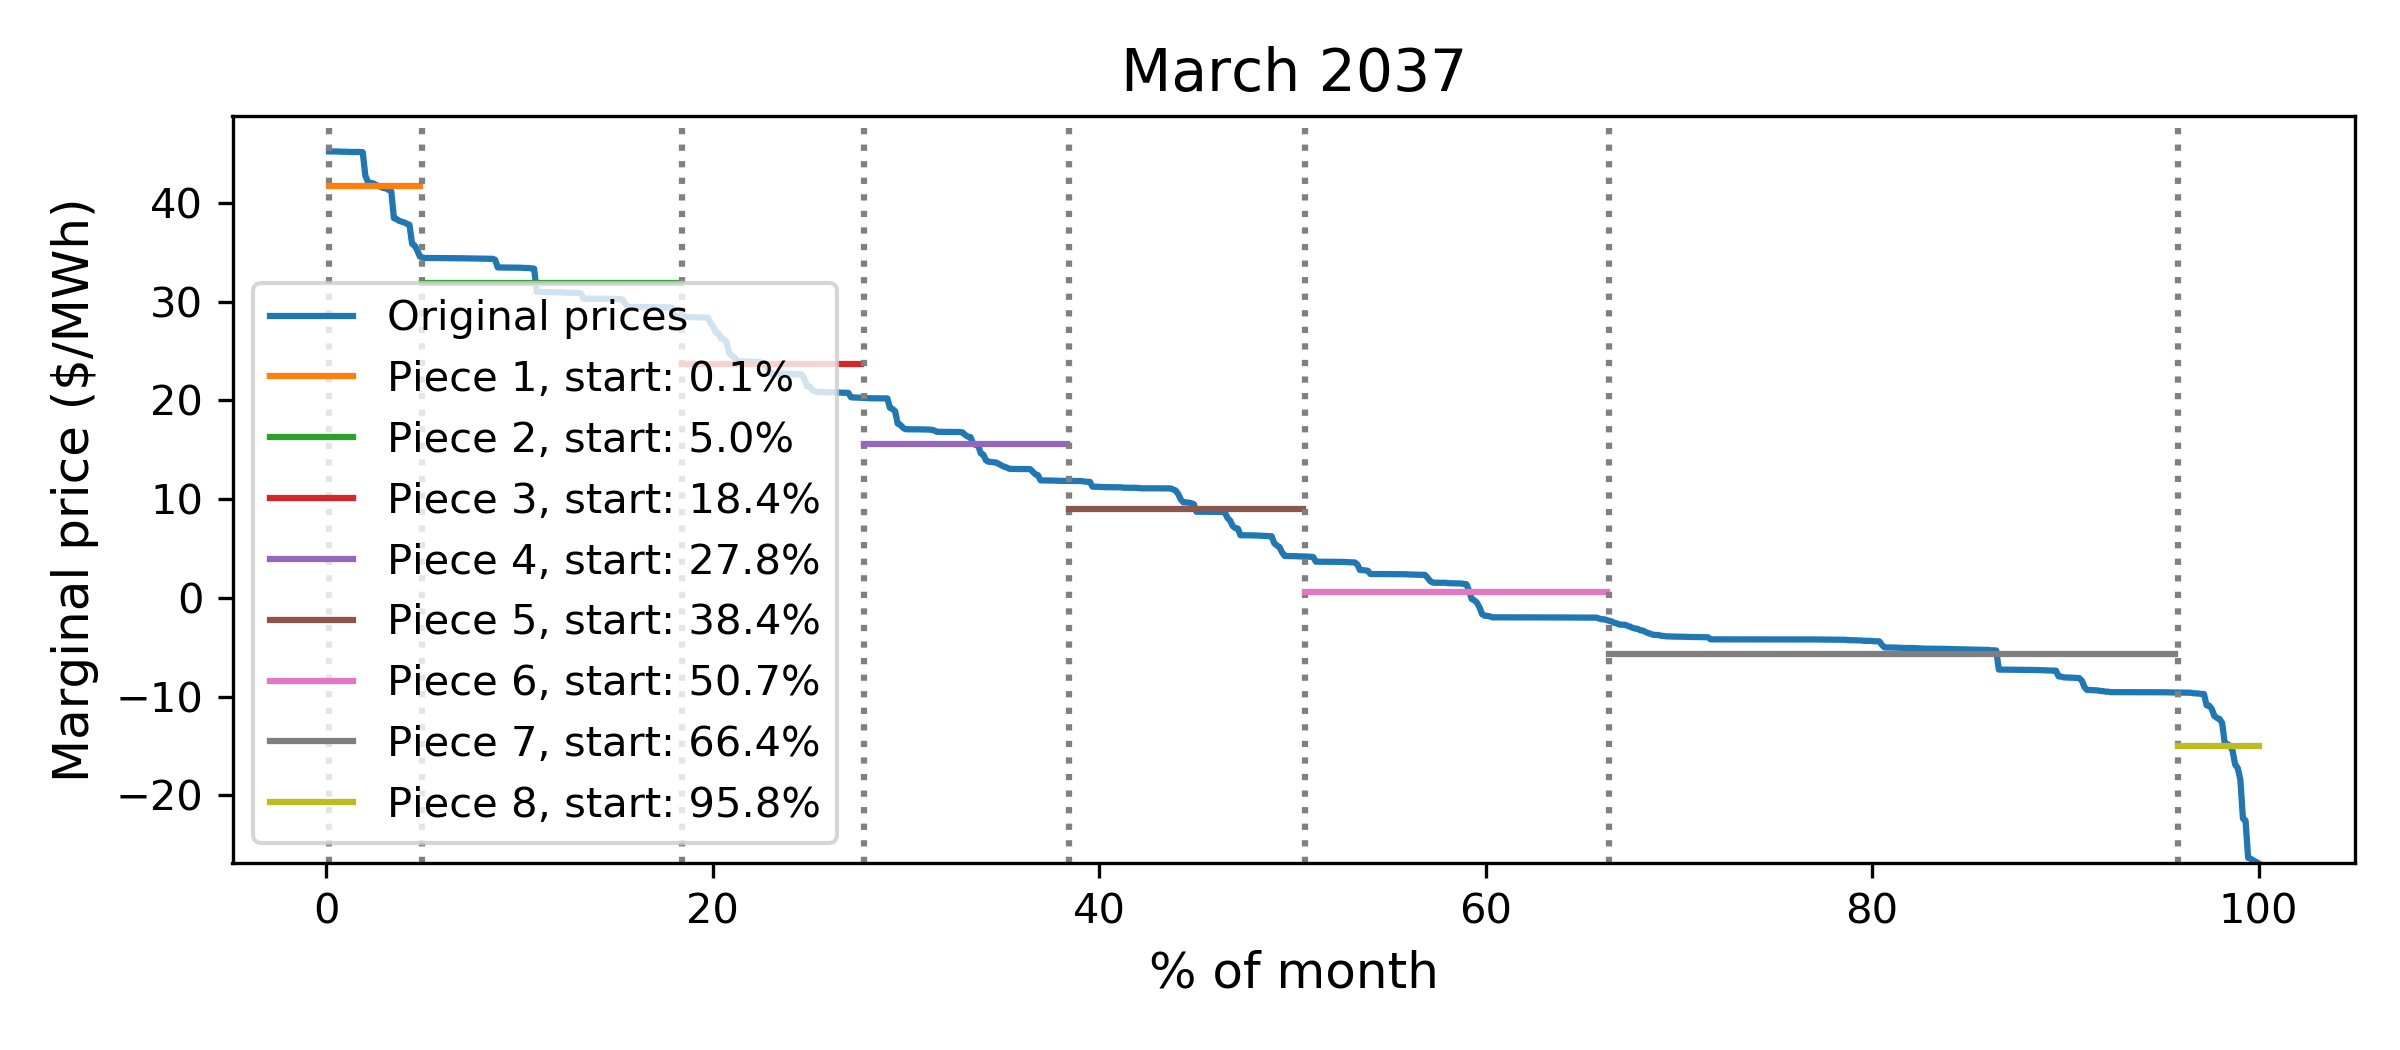 March 2037
Marginal price ($/MWh)
40
30
20
10
0
−10
−20
Original prices
Piece 1, start: 0.1%
Piece 2, start: 5.0%
Piece 3, start: 18.4%
Piece 4, start: 27.8%
Piece 5, start: 38.4%
Piece 6, start: 50.7%
Piece 7, start: 66.4%
Piece 8, start: 95.8%
0 20 40 60 80 100
% of month